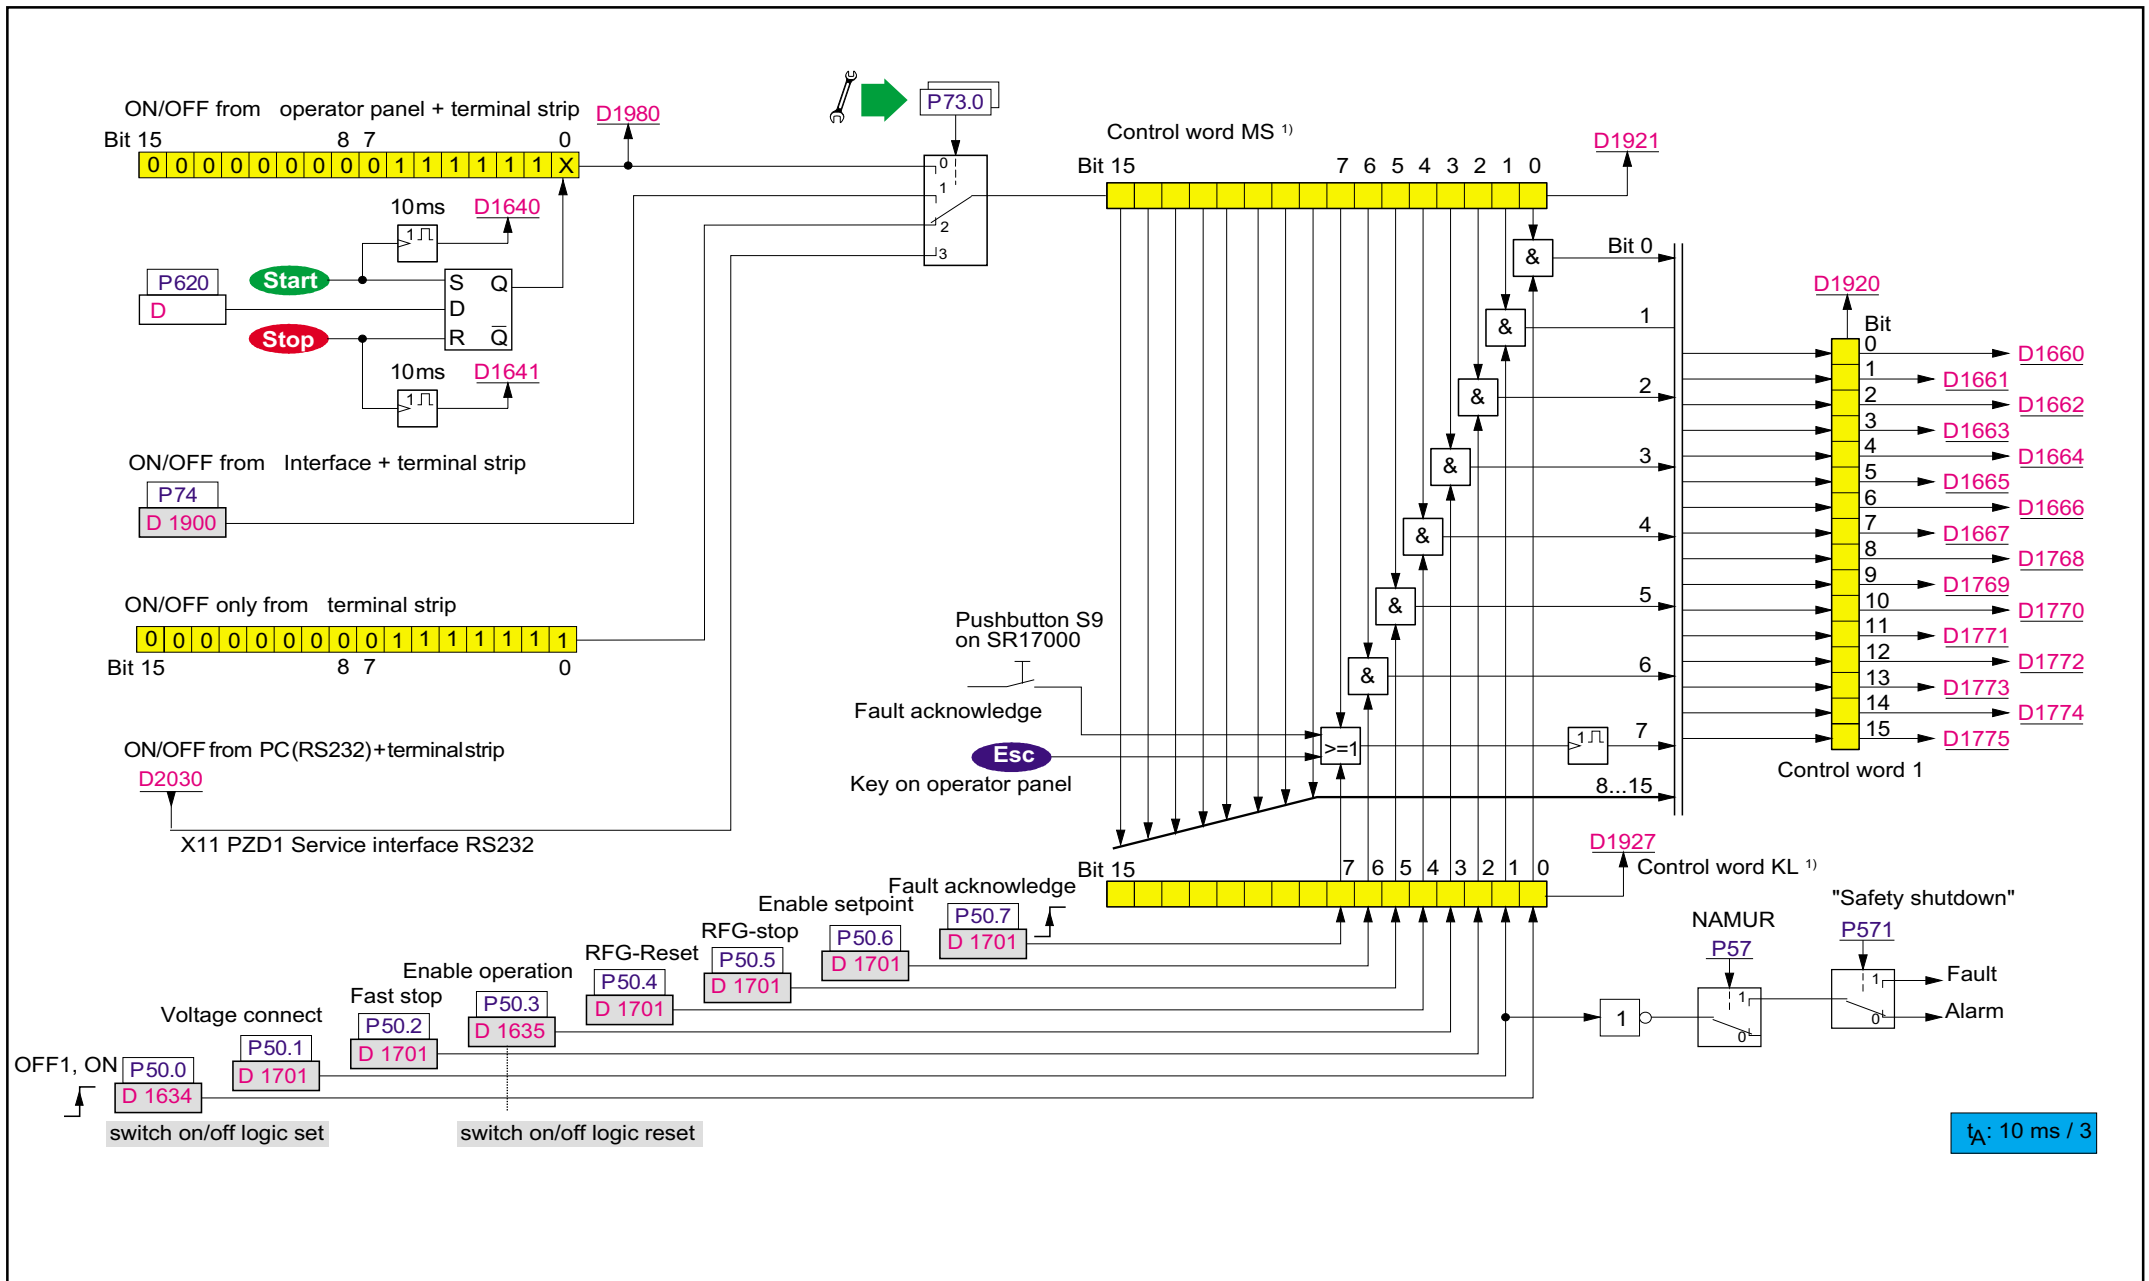 ON/OFF from operator panel + terminal strip
D1980
Bit 15 8 7 0
0 0 0 0 0 0 0 0 0 1 1 1 1 1 1 X
10ms
D1640
1
P620
D
Start
Stop
S Q
D
R Q
10ms
D1641
1
ON/OFF from Interface + terminal strip
P74
D 1900
ON/OFF only from terminal strip
0 0 0 0 0 0 0 0 0 1 1 1 1 1 1 1
Bit 15 8 7 0
ON/OFF from PC(RS232)+terminalstrip
D2030
X11 PZD1 Service interface RS232
P73.0
0
1
2
3
Control word MS 1)
Bit 15 7 6 5 4 3 2 1 0
D1921
&
&
&
&
&
&
&
>=1
Bit 0
1
2
3
4
5
6
1
7
8...15
Pushbutton S9
on SR17000
Fault acknowledge
Esc
Key on operator panel
D1920
Bit
0 D1660
1 D1661
2 D1662
3 D1663
4 D1664
5 D1665
6 D1666
7 D1667
8 D1768
9 D1769
10 D1770
11 D1771
12 D1772
13 D1773
14 D1774
15 D1775
Control word 1
Bit 15 7 6 5 4 3 2 1 0
D1927
Control word KL 1)
Fault acknowledge
P50.7
D 1701
Enable setpoint
P50.6
D 1701
RFG-stop
P50.5
D 1701
RFG-Reset
P50.4
D 1701
Enable operation
P50.3
D 1635
Fast stop
P50.2
D 1701
Voltage connect
P50.1
D 1701
OFF1, ON
P50.0
D 1634
switch on/off logic set
switch on/off logic reset
1
NAMUR
P57
1
0
"Safety shutdown"
P571
1
0
Fault
Alarm
tA: 10 ms / 3